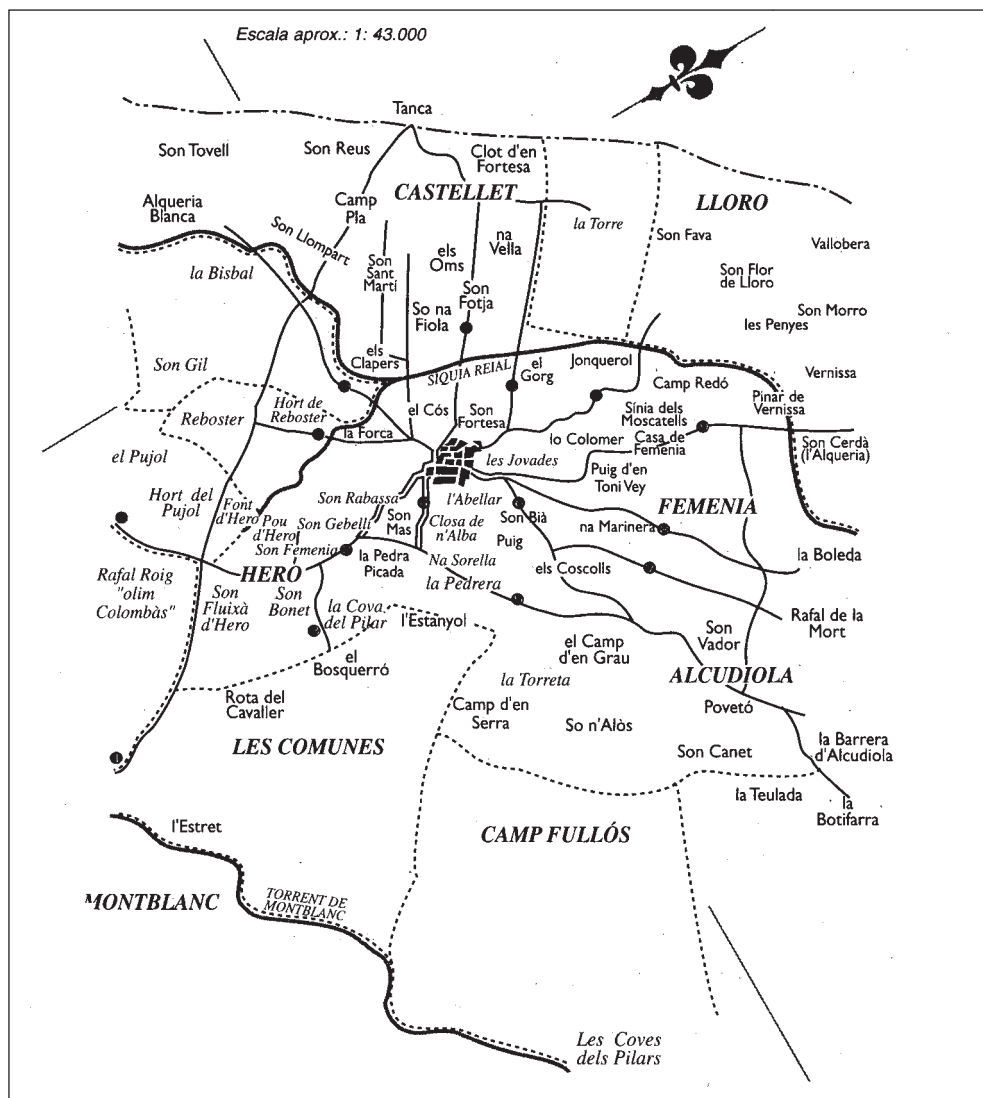 Escala aprox.: 1: 43.000
Tanca
Son Tovell
Son Reus
Clot d'en
Fortesa
CASTELLET
LLORO
Alqueria
Blanca
Camp
Pla
Son Llompart
la Torre
Son Fava
Vallobera
na
Vella
els
Oms
Son
Sant
Martí
la Bisbal
Son Flor
de Lloro
Son
Fotja
So na
Fiola
Son Morro
les Penyes
els
Clapers
SIQUIA REIAL
el
Gorg
Jonquerol
Son Gil
Camp Redó
Vernissa
Pinar de
Vernissa
Reboster
Hort de
Reboster
la Forca
el Cós
Son
Fortesa
Sínia dels
Moscatells
lo Colomer
Casa de
Femenia
Son Cerdà
(l'Alqueria)
el Pujol
les Jovades
Puig d'en
Toni Vey
Hort del
Pujol
Font
d'Hero
Pou
d'Hero
Son Rabassa
Son Gebelli
Son Femenia
Son
Mas
l'Abellar
Closa de
n'Alba
Son Bià
Puig
FEMENIA
na Marinera
la Boleda
la Pedra
Picada
Na Sorella
els Coscolls
Rafal Roig
"olim
Colombàs"
HERO
Son
Fluixà
d'Hero
Son
Bonet
la Cova
del Pilar
la Pedrera
l'Estanyol
Rafal de la
Mort
Son
Vador
el Camp
d'en Grau
el
Bosquerró
la Torreta
ALCUDIOLA
Rota del
Cavaller
Camp d'en
Serra
So n'Alòs
Povetó
LES COMUNES
Son Canet
la Barrera
d'Alcudiola
la Teulada
la
Botifarra
l'Estret
CAMP FULLÓS
MONTBLANC
TORRENT DE
MONTBLANC
Les Coves
dels Pilars